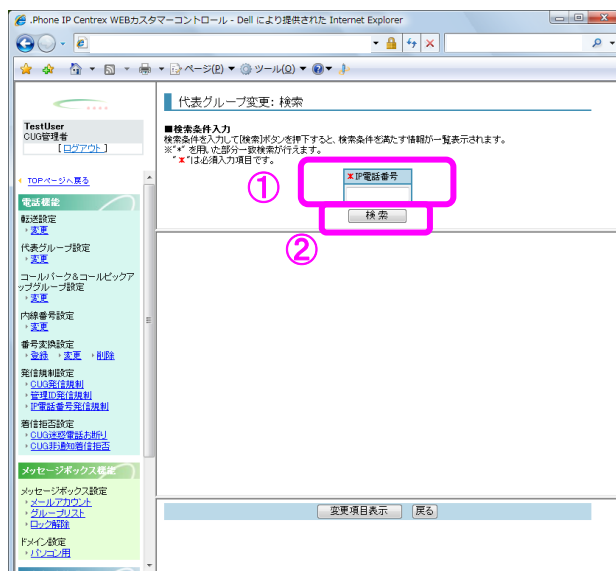 .Phone IP Centrex WEBカスタマーコントロール - Dell により提供された Internet Explorer
ページ(P) ツール(O)
TestUser
CUG管理者
[ ログアウト ]
TOPページへ戻る
電話機能
転送設定
変更
代表グループ設定
変更
コールパーク&コールピックア
ップグループ設定
変更
内線番号設定
変更
番号変換設定
登録 変更 削除
発信規制設定
CUG発信規制
管理ID発信規制
IP電話番号発信規制
着信拒否設定
CUG迷惑電話お断り
CUG非通知着信拒否
メッセージボックス機能
メッセージボックス設定
メールアカウント
グループリスト
ロック解除
ドメイン設定
パソコン用
代表グループ変更: 検索
■検索条件入力
検索条件を入力して[検索]ボタンを押下すると、検索条件を満たす情報が一覧表示されます。
※"*" を用いた部分一致検索が行えます。
"*"は必須入力項目です。
①
*IP電話番号
検索
②
変更項目表示 戻る